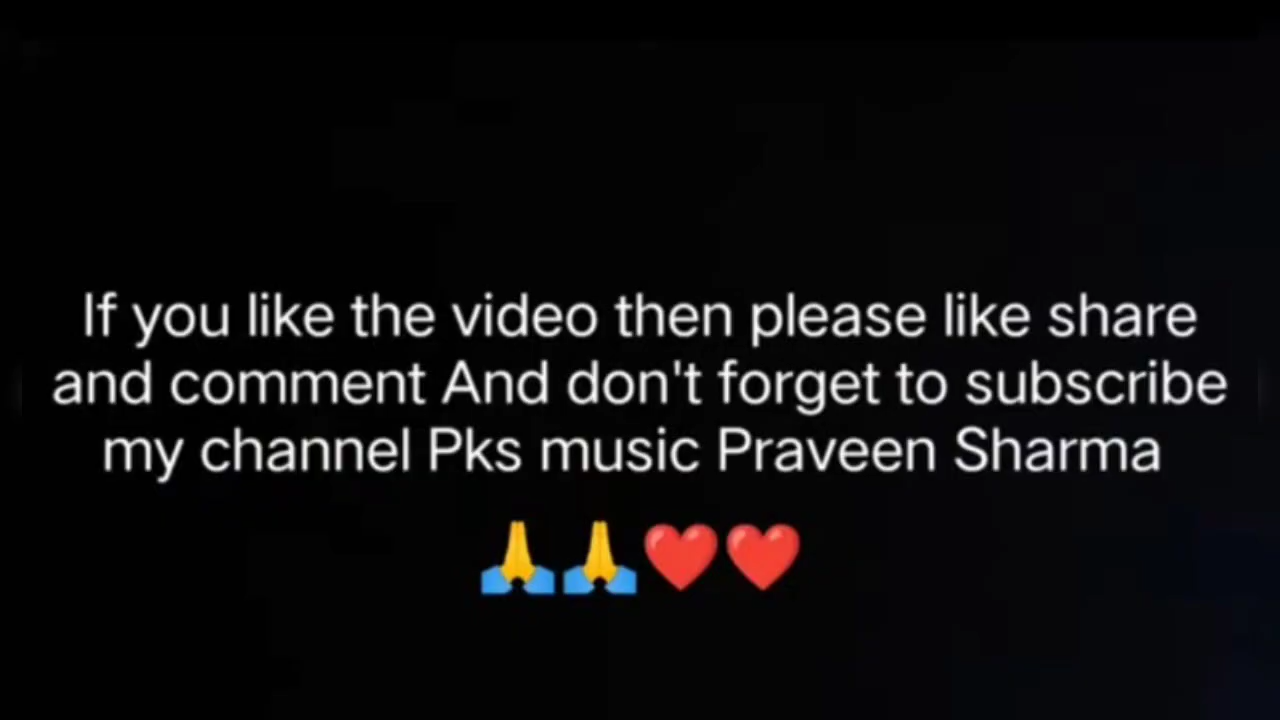 If you like the video then please like share
and comment And don't forget to subscribe
my channel Pks music Praveen Sharma
🙏🙏❤️❤️